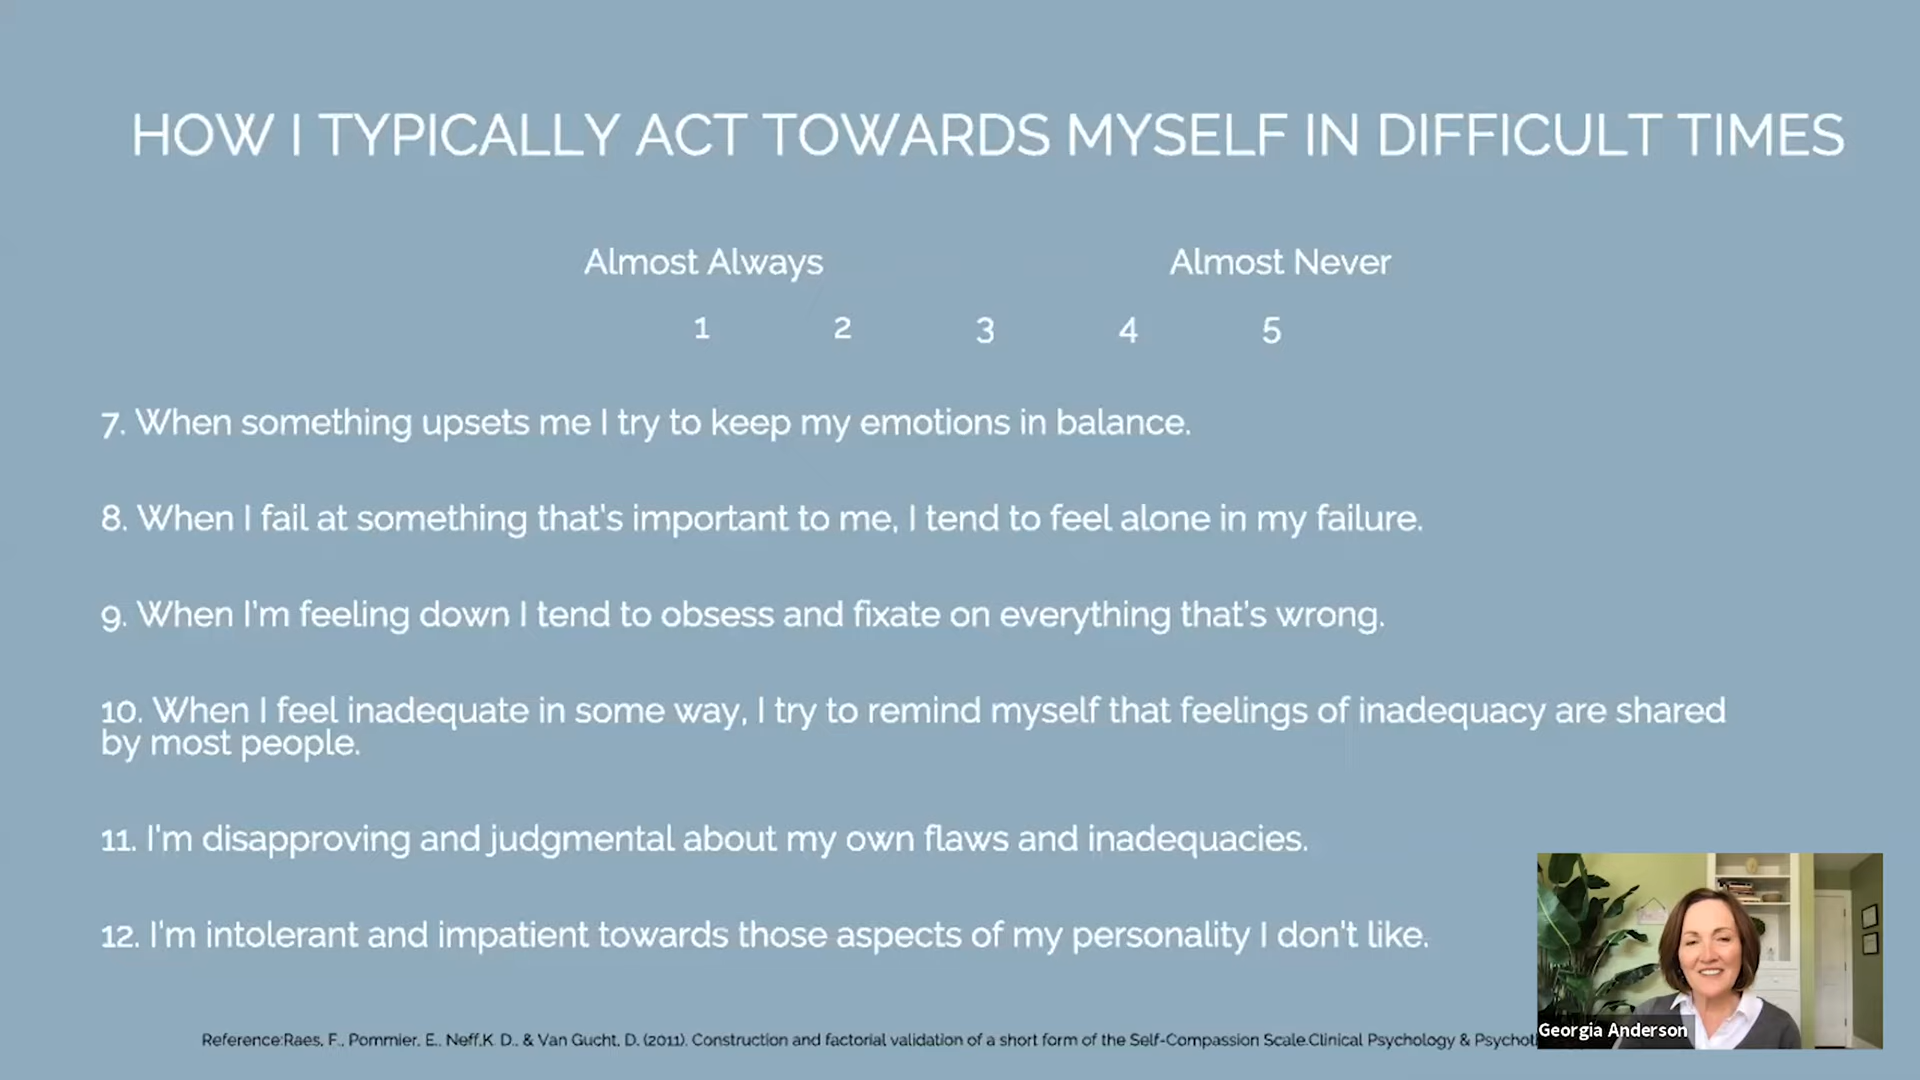 HOW I TYPICALLY ACT TOWARDS MYSELF IN DIFFICULT TIMES
Almost Always Almost Never
1 2 3 4 5
7. When something upsets me I try to keep my emotions in balance.
8. When I fail at something that's important to me, I tend to feel alone in my failure.
9. When I'm feeling down I tend to obsess and fixate on everything that's wrong.
10. When I feel inadequate in some way, I try to remind myself that feelings of inadequacy are shared
by most people.
11. I'm disapproving and judgmental about my own flaws and inadequacies.
12. I'm intolerant and impatient towards those aspects of my personality I don't like.
Reference:Raes, F., Pommier, E., Neff,K. D., & Van Gucht, D. (2011). Construction and factorial validation of a short form of the Self-Compassion Scale.Clinical Psychology &
Georgia Anderson